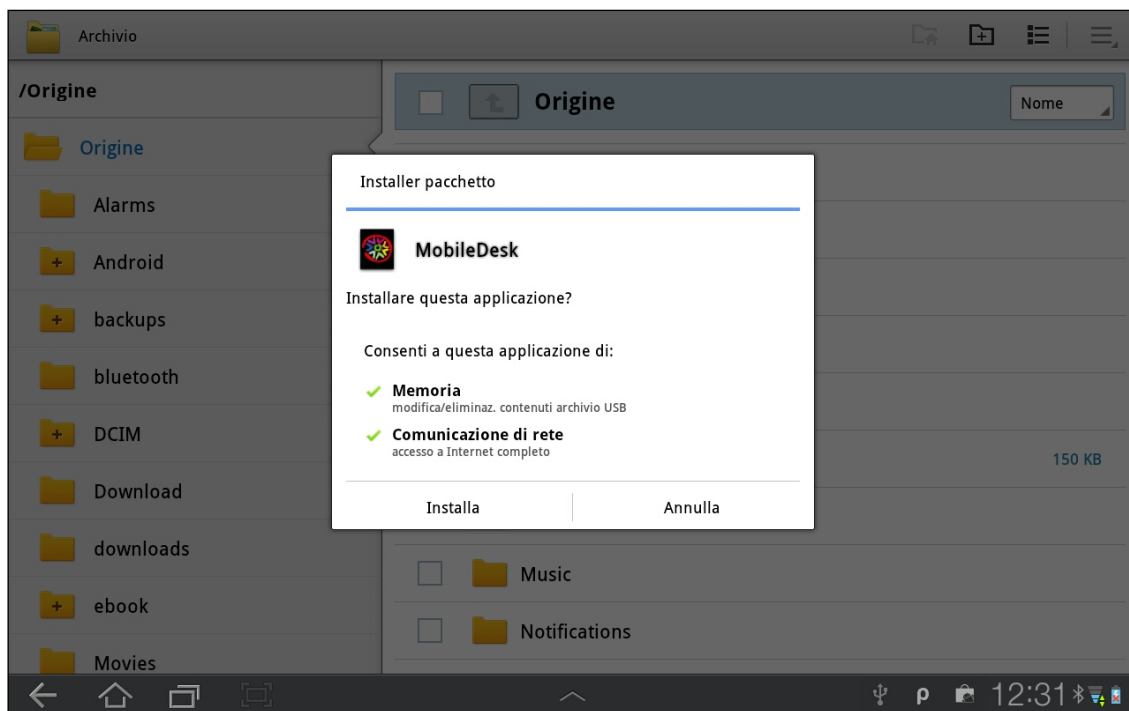 Archivio
/Origine
Origine
Alarms
Android
backups
bluetooth
DCIM
Download
downloads
ebook
Movies
Origine
Nome
150 KB
Music
Notifications
Installer pacchetto
MobileDesk
Installare questa applicazione?
Consenti a questa applicazione di:
Memoria
modifica/eliminaz. contenuti archivio USB
Comunicazione di rete
accesso a Internet completo
Installa
Annulla
12:31